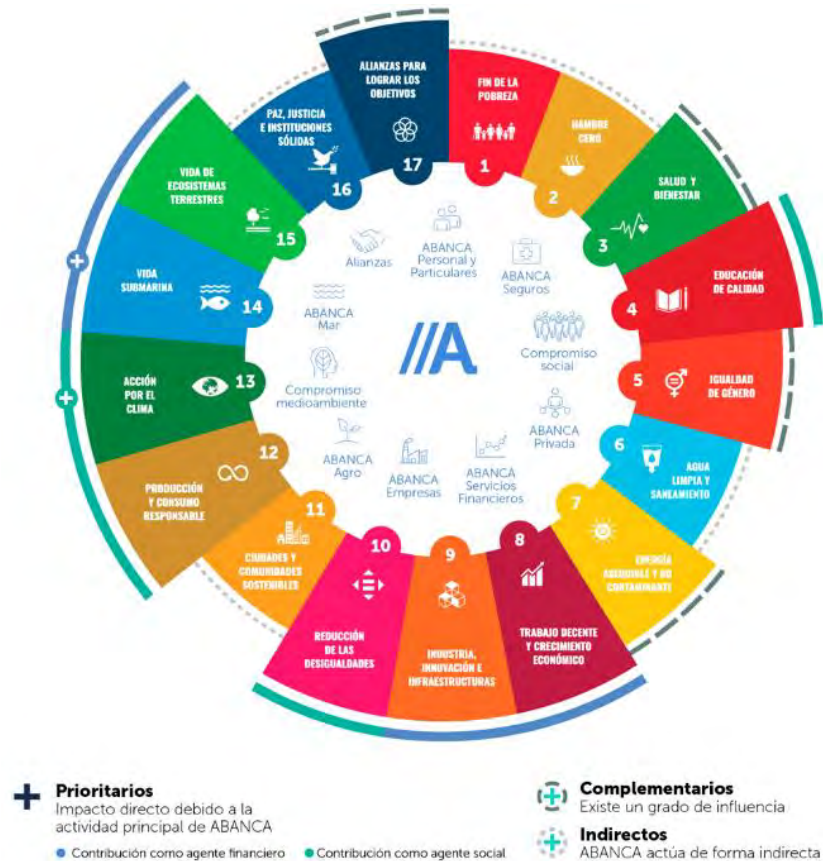 ALIANZAS PARA
LOGRAR LOS
OBJETIVOS
17
FIN DE LA
POBREZA
1
HAMBRE
CERO
2
SALUD Y
BIENESTAR
3
EDUCACIÓN
DE CALIDAD
4
IGUALDAD
DE GÉNERO
5
AGUA
LIMPIA Y
SANEAMIENTO
6
ENERGÍA
ASEQUIBLE Y NO
CONTAMINANTE
7
TRABAJO DECENTE
Y CRECIMIENTO
ECONÓMICO
8
INDUSTRIA,
INNOVACIÓN E
INFRAESTRUCTURAS
9
REDUCCIÓN
DE LAS
DESIGUALDADES
10
CIUDADES Y
COMUNIDADES
SOSTENIBLES
11
PRODUCCIÓN
Y CONSUMO
RESPONSABLE
12
ACCIÓN
POR EL
CLIMA
13
VIDA
SUBMARINA
14
VIDA DE
ECOSISTEMAS
TERRESTRES
15
PAZ, JUSTICIA
E INSTITUCIONES
SÓLIDAS
16
Alianzas
ABANCA
Personal y
Particulares
ABANCA
Seguros
Compromiso
social
ABANCA
Privada
ABANCA
Servicios
Financieros
ABANCA
Empresas
ABANCA
Agro
Compromiso
medioambiente
ABANCA
Mar
//A
Prioritarios
Impacto directo debido a la
actividad principal de ABANCA
Contribución como agente financiero
Contribución como agente social
Complementarios
Existe un grado de influencia
Indirectos
ABANCA actúa de forma indirecta